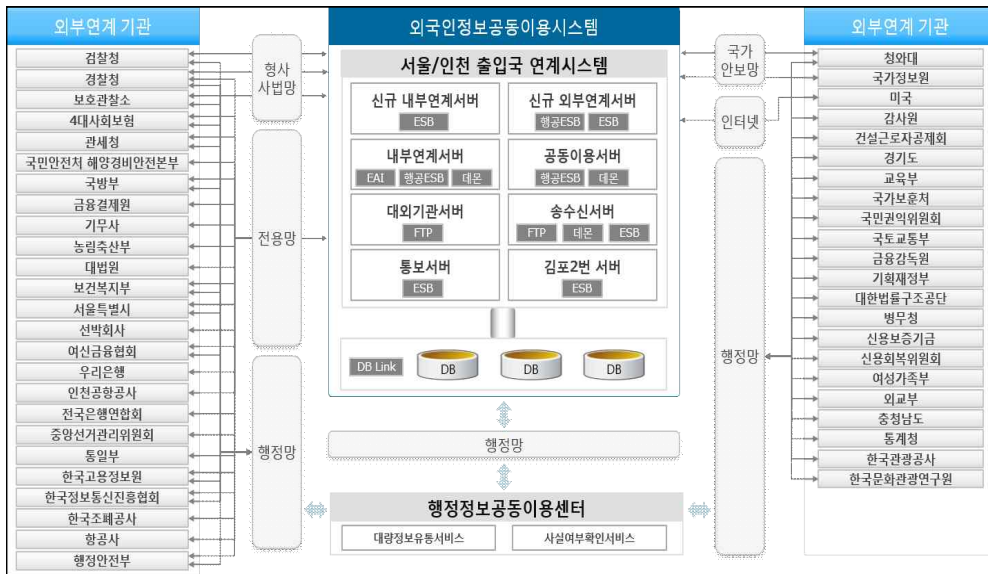 외부연계 기관
검찰청
경찰청
보호관찰소
4대사회보험
관세청
국민안전처 해양경비안전본부
국방부
금융결제원
기무사
농림축산부
대법원
보건복지부
서울특별시
선박회사
여신금융협회
우리은행
인천공항공사
전국은행연합회
중앙선거관리위원회
통일부
한국고용정보원
한국정보통신진흥협회
한국조폐공사
항공사
행정안전부
형사
사법망
전용망
행정망
외국인정보공동이용시스템
서울/인천 출입국 연계시스템
신규 내부연계서버
ESB
신규 외부연계서버
행공ESB ESB
내부연계서버
EAI 행공ESB 데몬
공동이용서버
행공ESB 데몬
대외기관서버
FTP
송수신서버
FTP 데몬 ESB
통보서버
ESB
김포2번 서버
ESB
DB Link DB DB DB
행정망
행정정보공동이용센터
대량정보유통서비스
사실여부확인서비스
국가
안보망
인터넷
행정망
외부연계 기관
청와대
국가정보원
미국
감사원
건설근로자공제회
경기도
교육부
국가보훈처
국민권익위원회
국토교통부
금융감독원
기획재정부
대한법률구조공단
병무청
신용보증기금
신용회복위원회
여성가족부
외교부
충청남도
통계청
한국관광공사
한국문화관광연구원